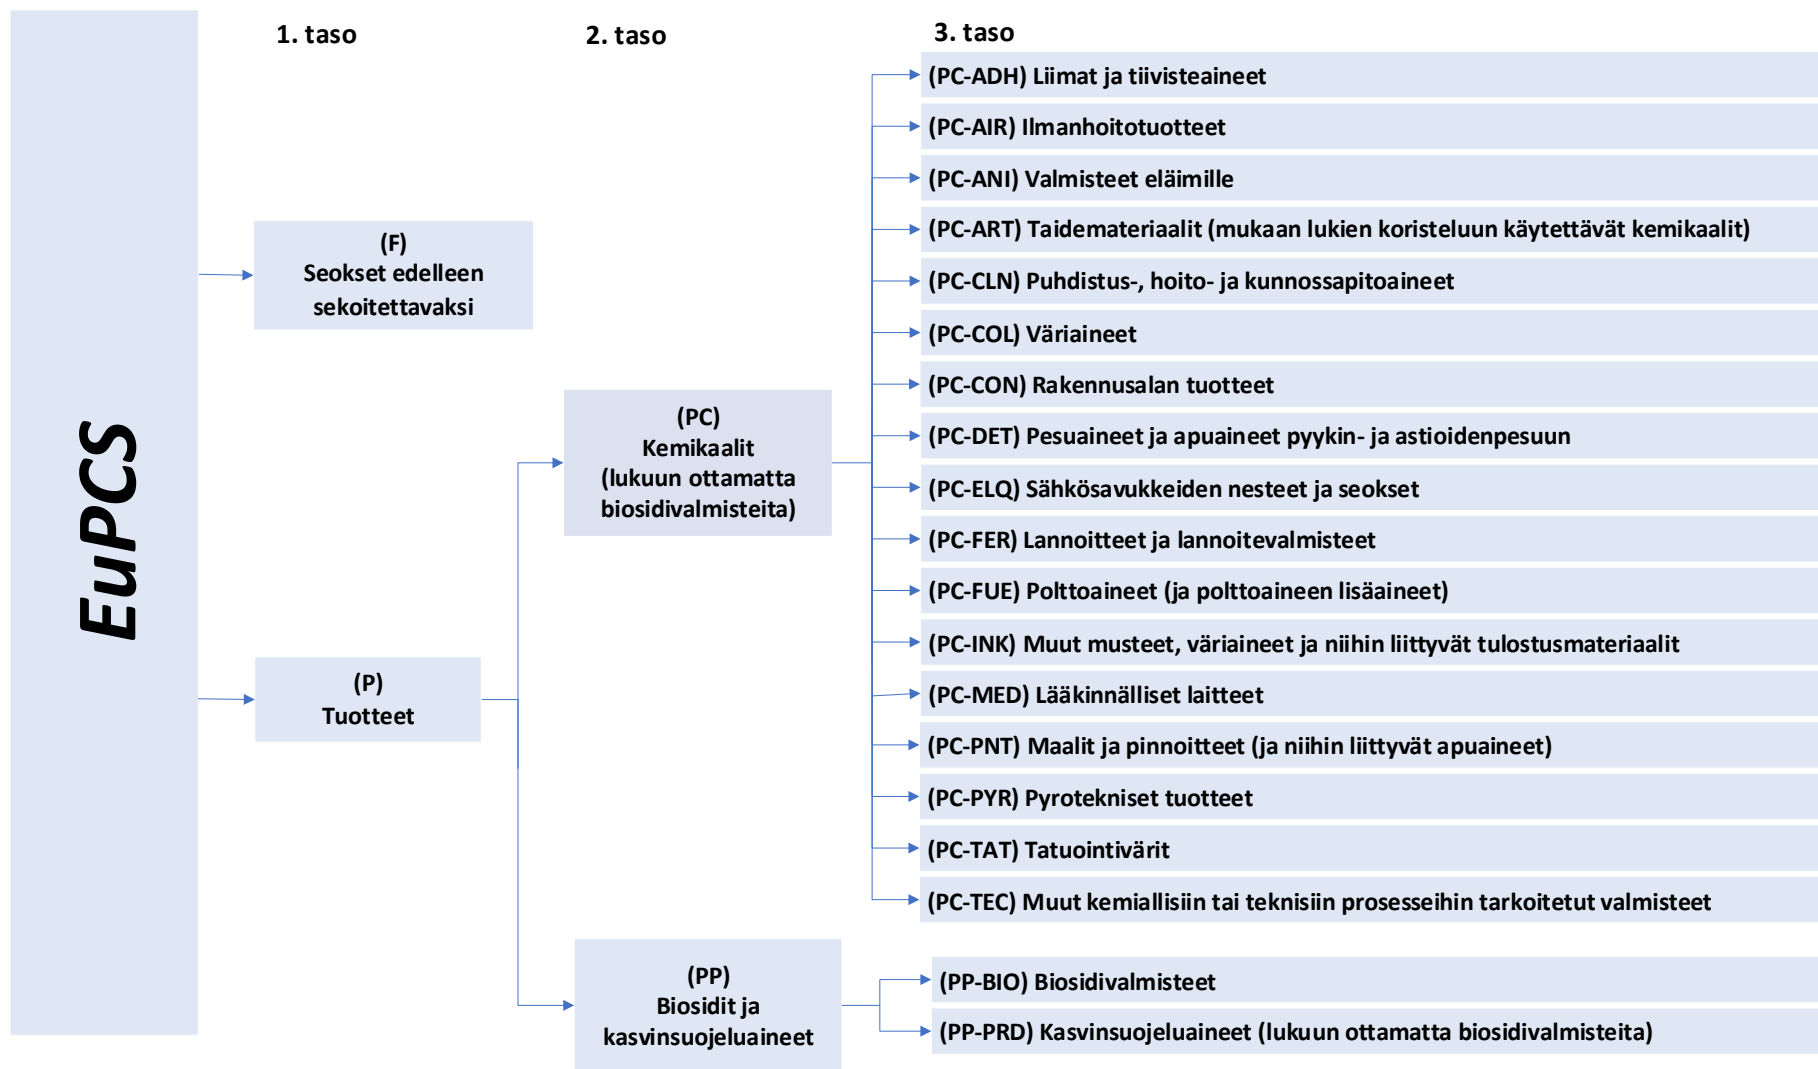 EuPCS
1. taso
2. taso
3. taso
(F)
Seokset edelleen
sekoitettavaksi
(P)
Tuotteet
(PC)
Kemikaalit
(lukuun ottamatta
biosidivalmisteita)
(PP)
Biosidit ja
kasvinsuojeluaineet
(PC-ADH) Liimat ja tiivisteaineet
(PC-AIR) Ilmanhoitotuotteet
(PC-ANI) Valmisteet eläimille
(PC-ART) Taidemateriaalit (mukaan lukien koristeluun käytettävät kemikaalit)
(PC-CLN) Puhdistus-, hoito- ja kunnossapitoaineet
(PC-COL) Väriaineet
(PC-CON) Rakennusalan tuotteet
(PC-DET) Pesuaineet ja apuaineet pyykin- ja astioidenpesuun
(PC-ELQ) Sähkösavukkeiden nesteet ja seokset
(PC-FER) Lannoitteet ja lannoitevalmisteet
(PC-FUE) Polttoaineet (ja polttoaineen lisäaineet)
(PC-INK) Muut musteet, väriaineet ja niihin liittyvät tulostusmateriaalit
(PC-MED) Lääkinnälliset laitteet
(PC-PNT) Maalit ja pinnoitteet (ja niihin liittyvät apuaineet)
(PC-PYR) Pyrotekniset tuotteet
(PC-TAT) Tatuointivärit
(PC-TEC) Muut kemiallisiin tai teknisiin prosesseihin tarkoitetut valmisteet
(PP-BIO) Biosidivalmisteet
(PP-PRD) Kasvinsuojeluaineet (lukuun ottamatta biosidivalmisteita)